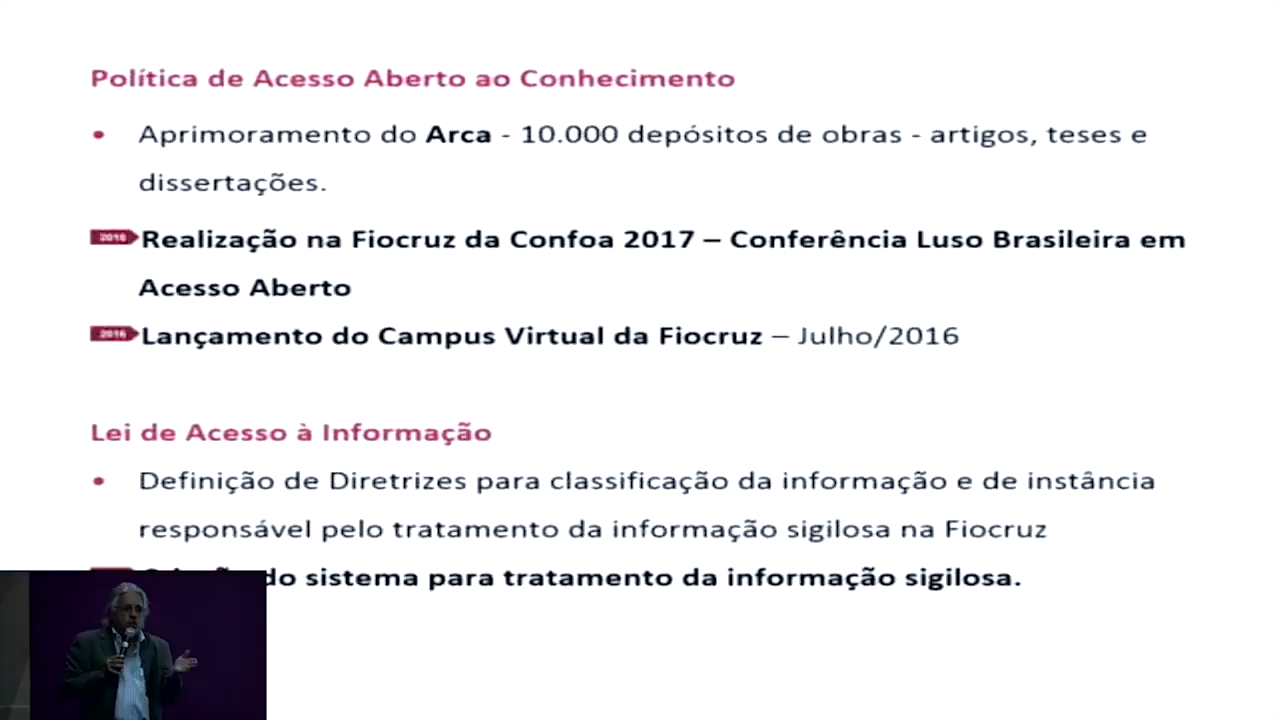 Política de Acesso Aberto ao Conhecimento
• Aprimoramento do Arca - 10.000 depósitos de obras - artigos, teses e
dissertações.
2016 Realização na Fiocruz da Confoa 2017 – Conferência Luso Brasileira em
Acesso Aberto
2016 Lançamento do Campus Virtual da Fiocruz – Julho/2016
Lei de Acesso à Informação
• Definição de Diretrizes para classificação da informação e de instância
responsável pelo tratamento da informação sigilosa na Fiocruz
do sistema para tratamento da informação sigilosa.